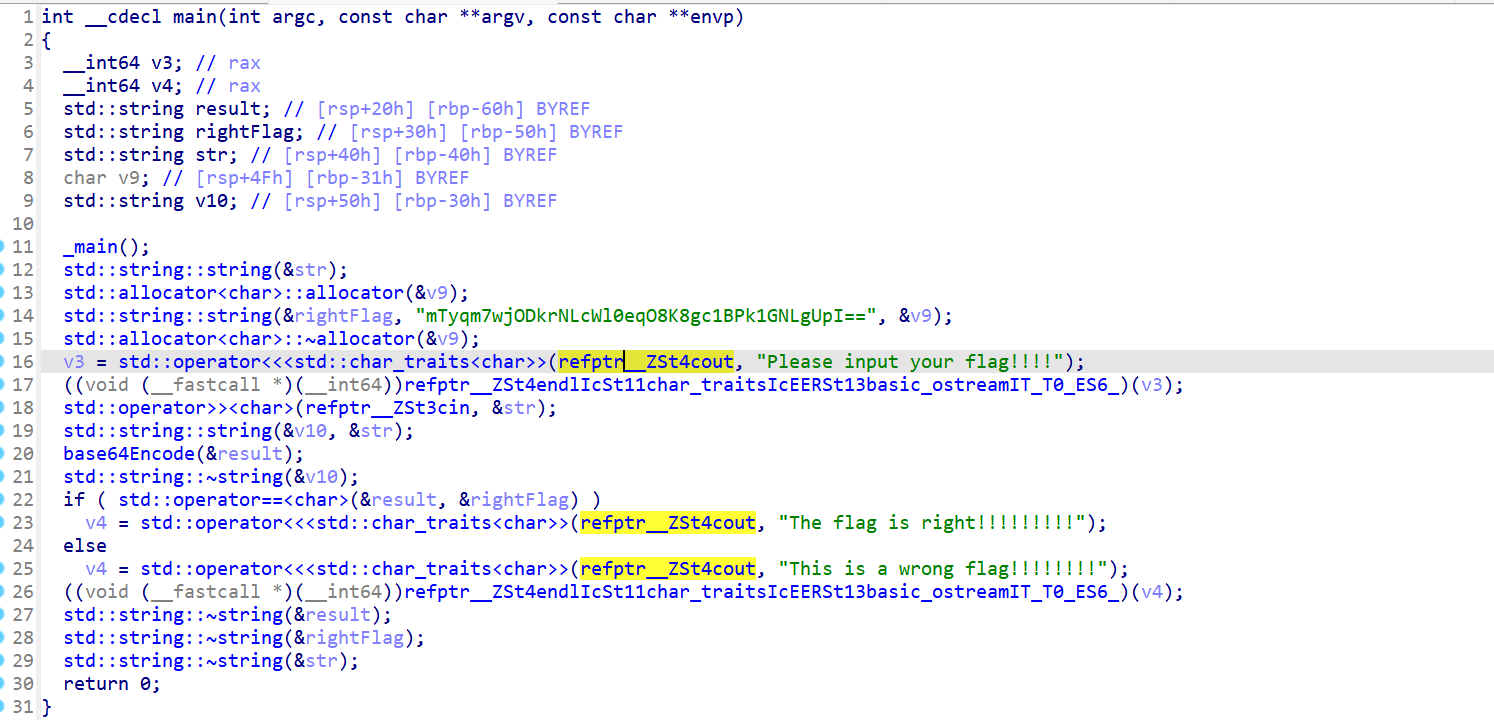 1 int __cdecl main(int argc, const char **argv, const char **envp)
2 {
3   __int64 v3; // rax
4   __int64 v4; // rax
5   std::string result; // [rsp+20h] [rbp-60h] BYREF
6   std::string rightFlag; // [rsp+30h] [rbp-50h] BYREF
7   std::string str; // [rsp+40h] [rbp-40h] BYREF
8   char v9; // [rsp+4Fh] [rbp-31h] BYREF
9   std::string v10; // [rsp+50h] [rbp-30h] BYREF
10
11   _main();
12   std::string::string(&str);
13   std::allocator<char>::allocator(&v9);
14   std::string::string(&rightFlag, "mTyqm7wjODkrNLcWl0eqO8K8gc1BPk1GNLgUpI==", &v9);
15   std::allocator<char>::~allocator(&v9);
16   v3 = std::operator<<<std::char_traits<char>>(refptr__ZSt4cout, "Please input your flag!!!!");
17   ((void (__fastcall *)(__int64))refptr__ZSt4endlIcSt11char_traitsIcEERSt13basic_ostreamIT_T0_ES6_)(v3);
18   std::operator>><char>(refptr__ZSt3cin, &str);
19   std::string::string(&v10, &str);
20   base64Encode(&result);
21   std::string::~string(&v10);
22   if ( std::operator==<char>(&result, &rightFlag) )
23     v4 = std::operator<<<std::char_traits<char>>(refptr__ZSt4cout, "The flag is right!!!!!!!!!");
24   else
25     v4 = std::operator<<<std::char_traits<char>>(refptr__ZSt4cout, "This is a wrong flag!!!!!!!!");
26   ((void (__fastcall *)(__int64))refptr__ZSt4endlIcSt11char_traitsIcEERSt13basic_ostreamIT_T0_ES6_)(v4);
27   std::string::~string(&result);
28   std::string::~string(&rightFlag);
29   std::string::~string(&str);
30   return 0;
31 }